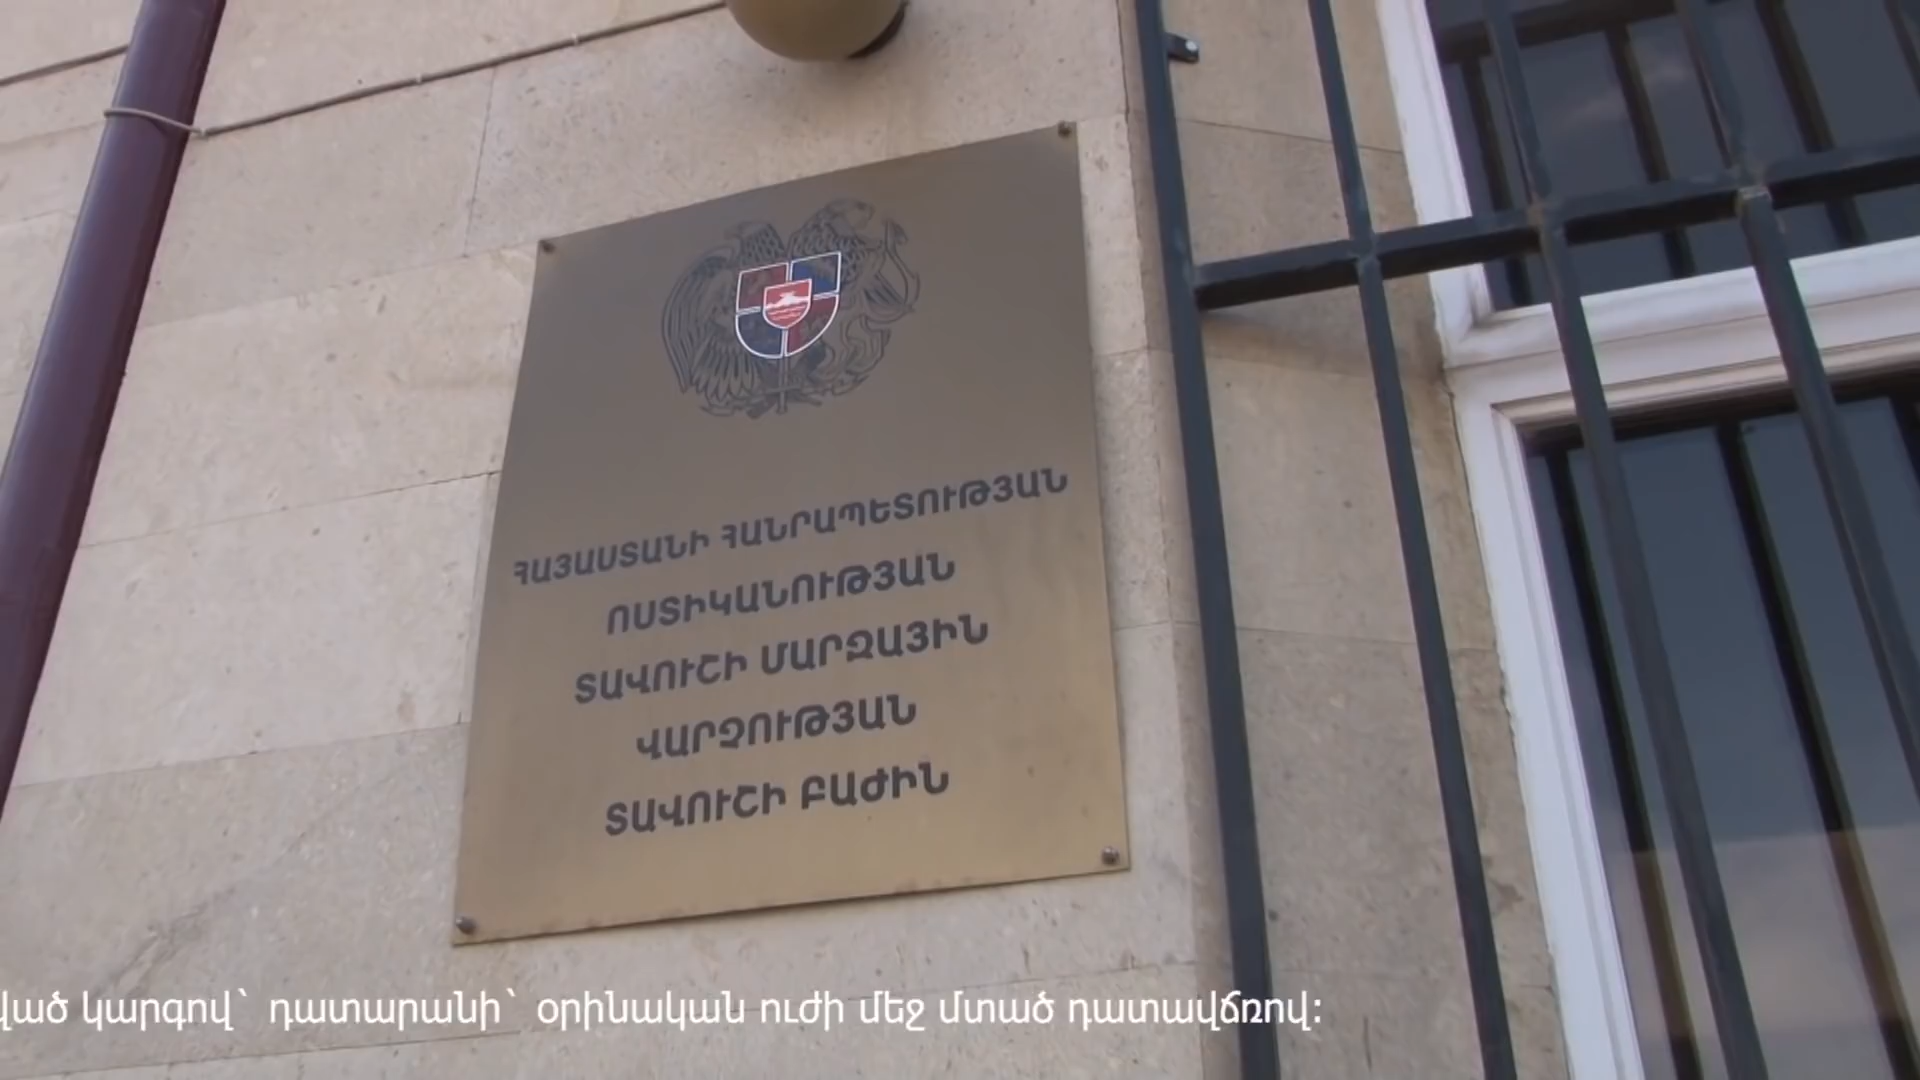 ՀԱՅԱՍՏԱՆԻ ՀԱՆՐԱՊԵՏՈՒԹՅԱՆ
ՈՍՏԻԿԱՆՈՒԹՅԱՆ
ՏԱՎՈՒՇԻ ՄԱՐԶԱՅԻՆ
ՎԱՐՉՈՒԹՅԱՆ
ՏԱՎՈՒՇԻ ԲԱԺԻՆ
կարգով` դատարանի` օրինական ուժի մեջ մտած դատավճռով: